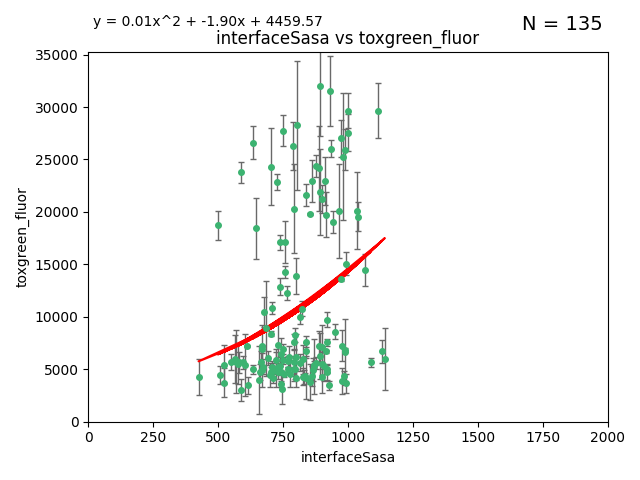 y = 0.01x^2 + -1.90x + 4459.57
N = 135
interfaceSasa vs toxgreen_fluor
35000
30000
25000
20000
15000
10000
5000
0
toxgreen_fluor
0 250 500 750 1000 1250 1500 1750 2000
interfaceSasa